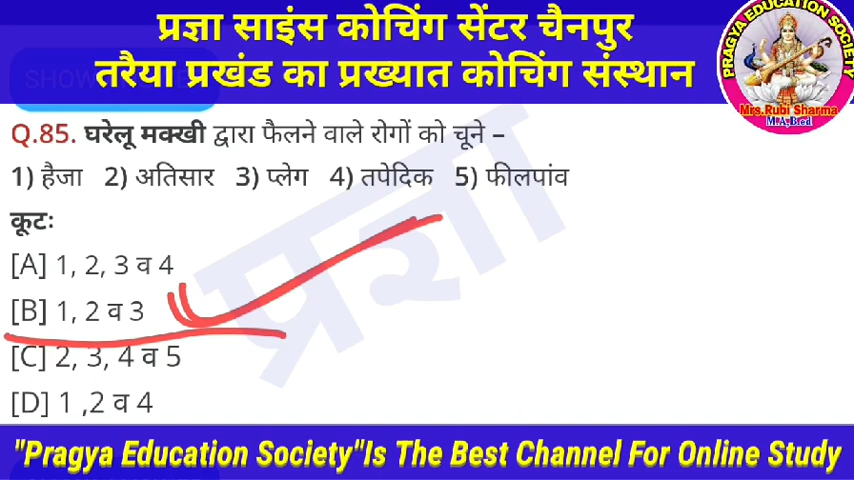 प्रज्ञा साइंस कोचिंग सेंटर चैनपुर
तरैया प्रखंड का प्रख्यात कोचिंग संस्थान
PRAGYA EDUCATION SOCIETY
Mrs.Rubi Sharma
M.A,B.ed
SHOW
Q.85. घरेलू मक्खी द्वारा फैलने वाले रोगों को चूने –
1) हैजा 2) अतिसार 3) प्लेग 4) तपेदिक 5) फीलपांव
कूटः
[A] 1, 2, 3 व 4
[B] 1, 2 व 3
[C] 2, 3, 4 व 5
[D] 1 ,2 व 4
प्रज्ञा
"Pragya Education Society"Is The Best Channel For Online Study